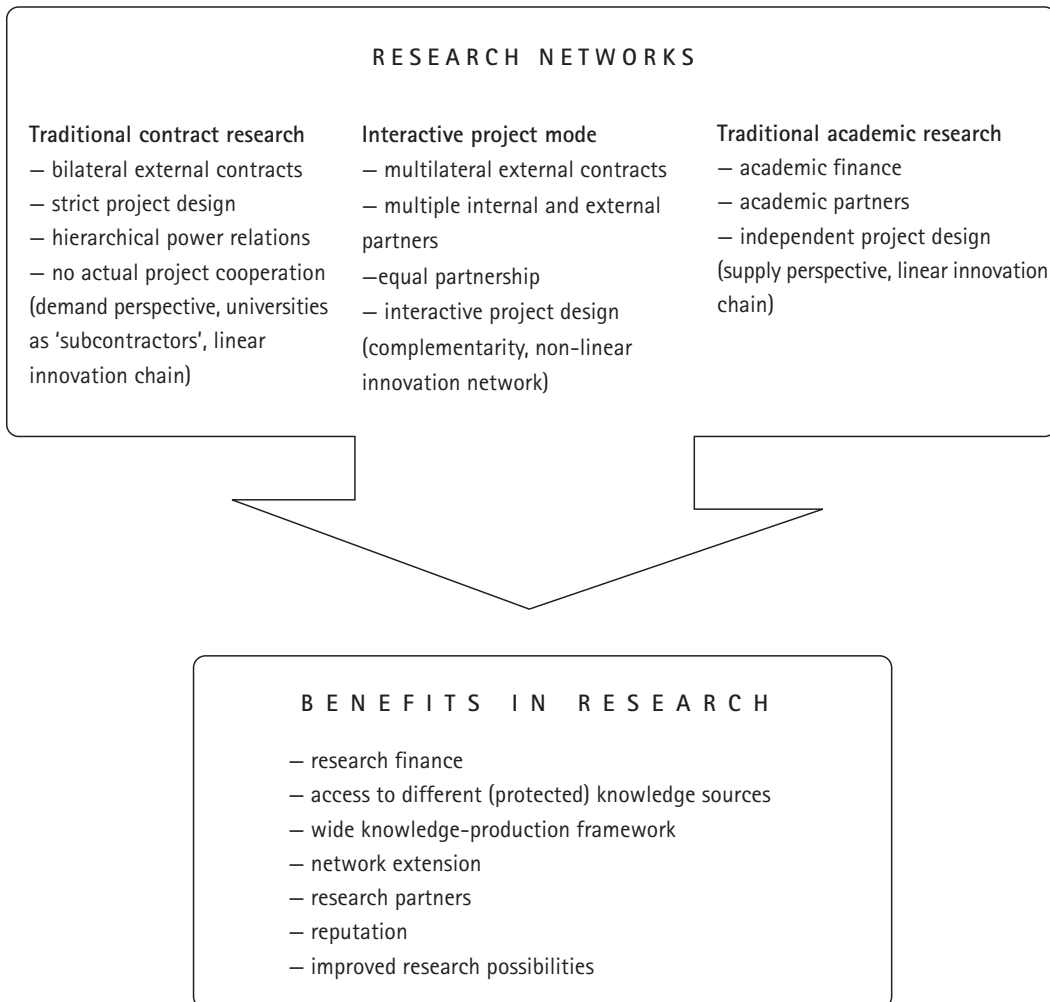 RESEARCH NETWORKS
Traditional contract research
— bilateral external contracts
— strict project design
— hierarchical power relations
— no actual project cooperation
(demand perspective, universities
as ‘subcontractors’, linear
innovation chain)
Interactive project mode
— multilateral external contracts
— multiple internal and external
partners
—equal partnership
— interactive project design
(complementarity, non-linear
innovation network)
Traditional academic research
— academic finance
— academic partners
— independent project design
(supply perspective, linear innovation
chain)
BENEFITS IN RESEARCH
— research finance
— access to different (protected) knowledge sources
— wide knowledge-production framework
— network extension
— research partners
— reputation
— improved research possibilities